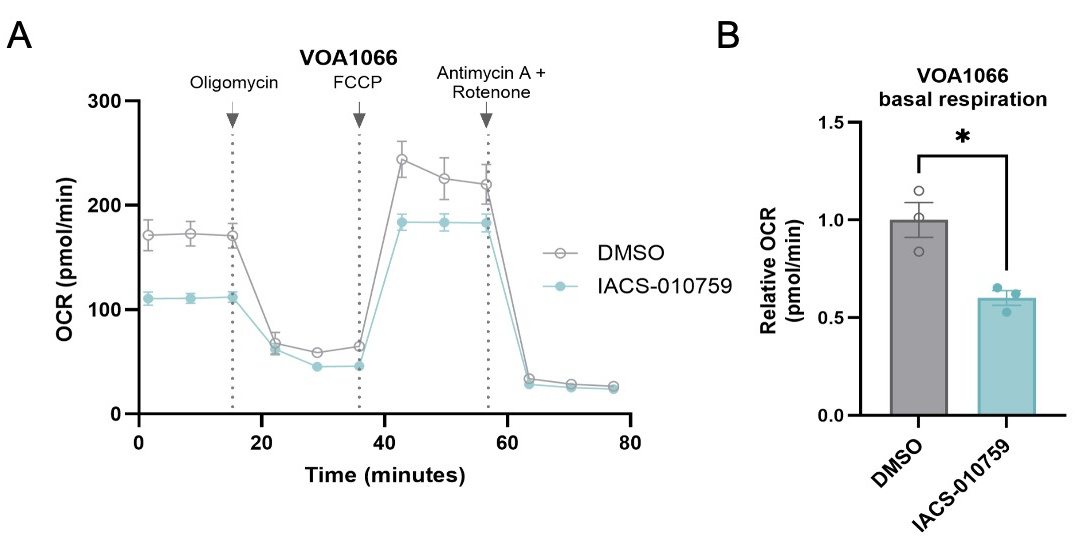 A
VOA1066
Oligomycin
FCCP
Antimycin A +
Rotenone
300
200
100
0
OCR (pmol/min)
0 20 40 60 80
Time (minutes)
DMSO
IACS-010759
B
VOA1066
basal respiration
*
1.5
1.0
0.5
0.0
Relative OCR
(pmol/min)
DMSO
IACS-010759